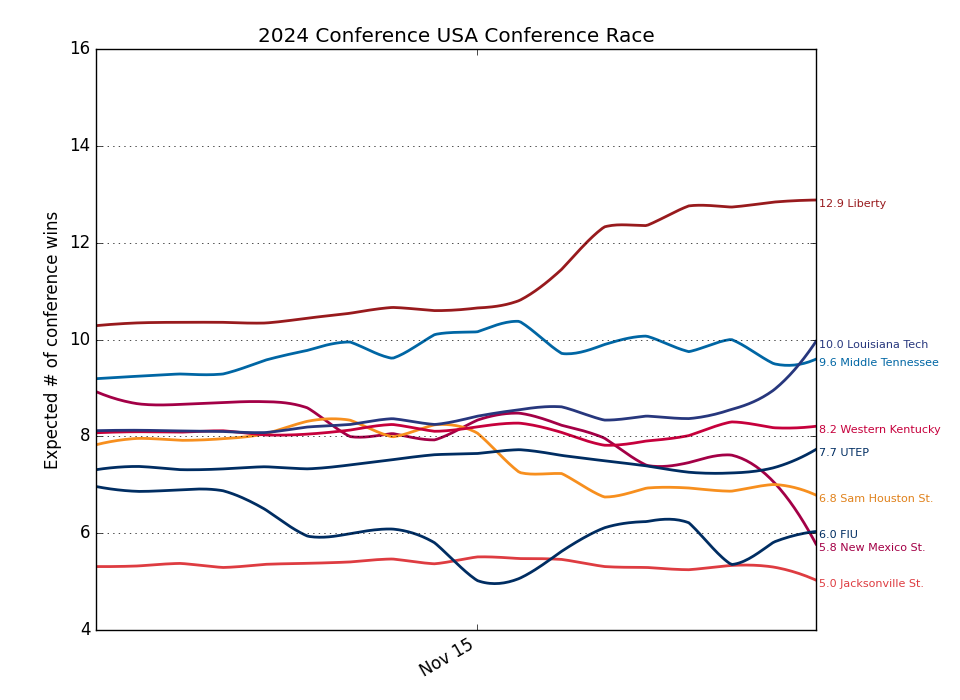 2024 Conference USA Conference Race
Expected # of conference wins
16
14
12
10
8
6
4
12.9 Liberty
10.0 Louisiana Tech
9.6 Middle Tennessee
8.2 Western Kentucky
7.7 UTEP
6.8 Sam Houston St.
6.0 FIU
5.8 New Mexico St.
5.0 Jacksonville St.
Nov 15